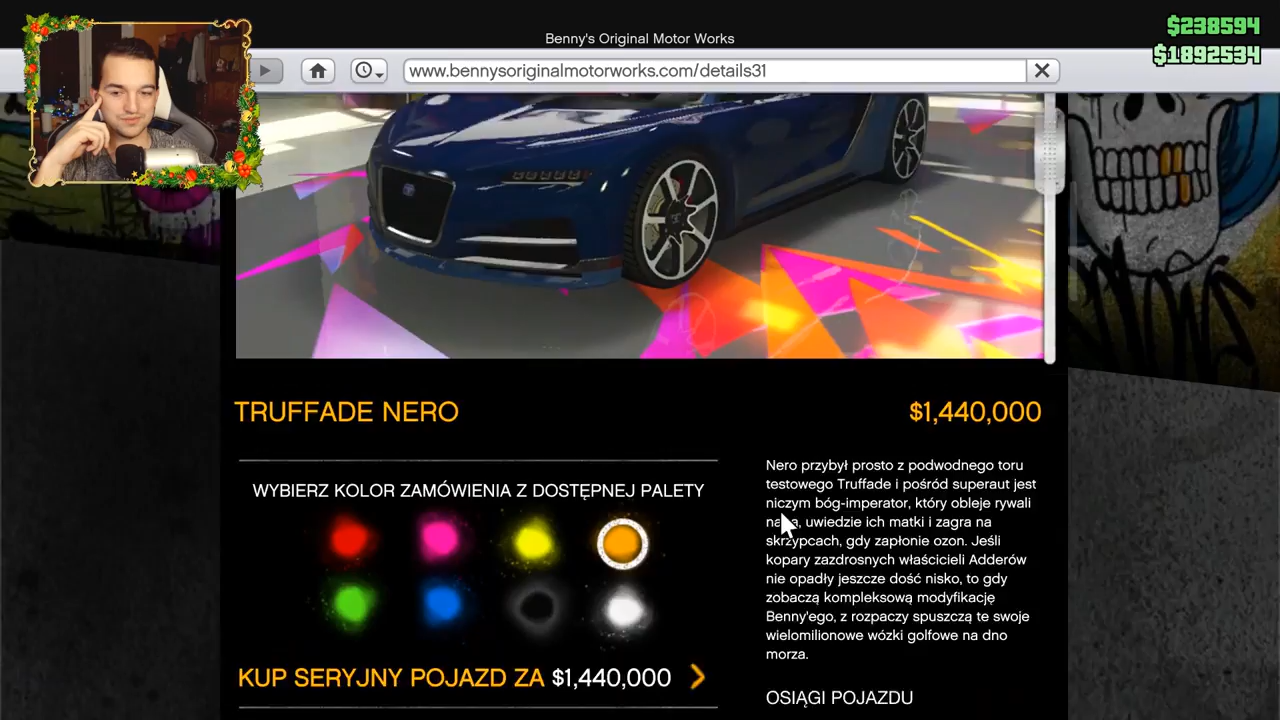 $238594
$1892534
Benny's Original Motor Works
www.bennysoriginalmotorworks.com/details31
TRUFFADE NERO
$1,440,000
WYBIERZ KOLOR ZAMÓWIENIA Z DOSTĘPNEJ PALETY
KUP SERYJNY POJAZD ZA $1,440,000
Nero przybył prosto z podwodnego toru
testowego Truffade i pośród superaut jest
niczym bóg-imperator, który obleje rywali
uwiedzie ich matki i zagra na
skrzypcach, gdy zapłonie ozon. Jeśli
kopary zazdrosnych właścicieli Adderów
nie opadły jeszcze dość nisko, to gdy
zobaczą kompleksową modyfikację
Benny'ego, z rozpaczy spuszczą te swoje
wielomilionowe wózki golfowe na dno
morza.
OSIĄGI POJAZDU